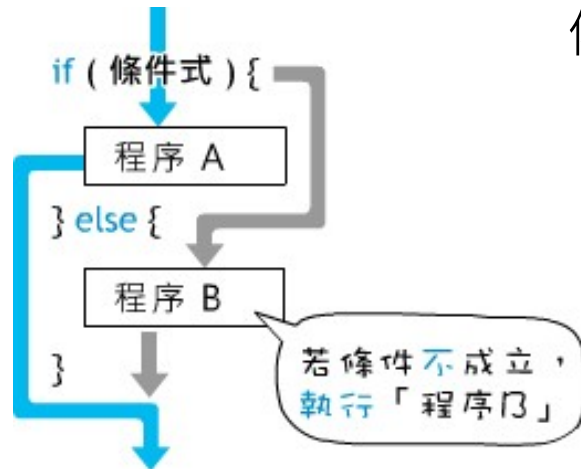 if ( 條件式 ) {
程序 A
} else {
程序 B
}
若條件不成立，
執行「程序B」